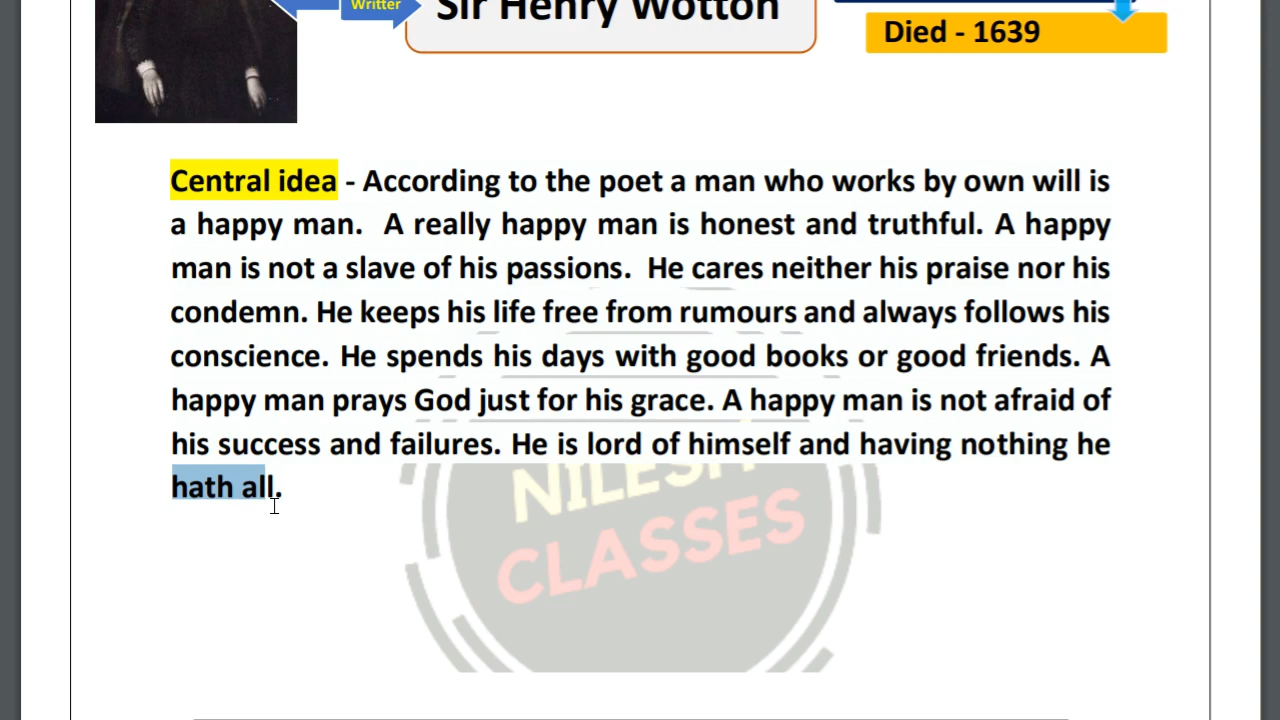 Writter
Sir Henry Wotton
Died - 1639
Central idea - According to the poet a man who works by own will is
a happy man. A really happy man is honest and truthful. A happy
man is not a slave of his passions. He cares neither his praise nor his
condemn. He keeps his life free from rumours and always follows his
conscience. He spends his days with good books or good friends. A
happy man prays God just for his grace. A happy man is not afraid of
his success and failures. He is lord of himself and having nothing he
hath all.
NILESH
CLASSES